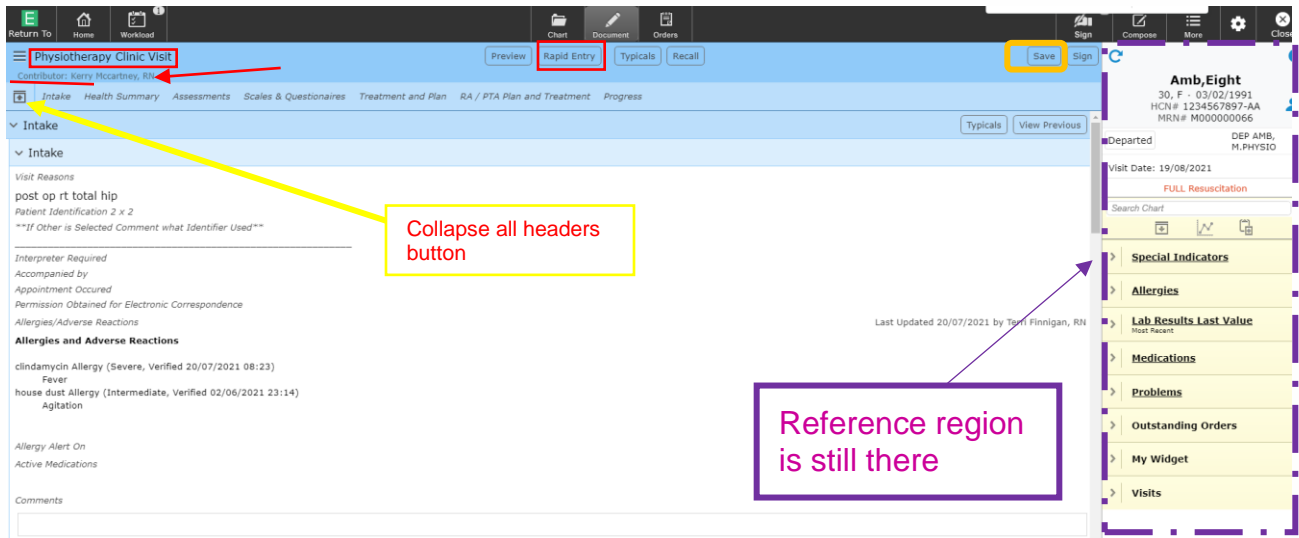 E
Return To Home Workload Chart Document Orders Sign Compose More Close
Physiotherapy Clinic Visit Preview Rapid Entry Typicals Recall Save Sign
Contributor: Kerry Mccartney, RN
Intake Health Summary Assessments Scales & Questionaires Treatment and Plan RA / PTA Plan and Treatment Progress
Intake Typicals View Previous
Intake
Visit Reasons
post op rt total hip
Patient Identification 2 x 2
**If Other is Selected Comment what Identifier Used**
Interpreter Required
Accompanied by
Appointment Occured
Permission Obtained for Electronic Correspondence
Allergies/Adverse Reactions Last Updated 20/07/2021 by Terri Finnigan, RN
Allergies and Adverse Reactions
clindamycin Allergy (Severe, Verified 20/07/2021 08:23)
Fever
house dust Allergy (Intermediate, Verified 02/06/2021 23:14)
Agitation
Allergy Alert On
Active Medications
Comments
Collapse all headers
button
Reference region
is still there
Amb,Eight
30, F · 03/02/1991
HCN# 1234567897-AA
MRN# M000000066
Departed DEP AMB,
M.PHYSIO
Visit Date: 19/08/2021
FULL Resuscitation
Search Chart
Special Indicators
Allergies
Lab Results Last Value
Most Recent
Medications
Problems
Outstanding Orders
My Widget
Visits